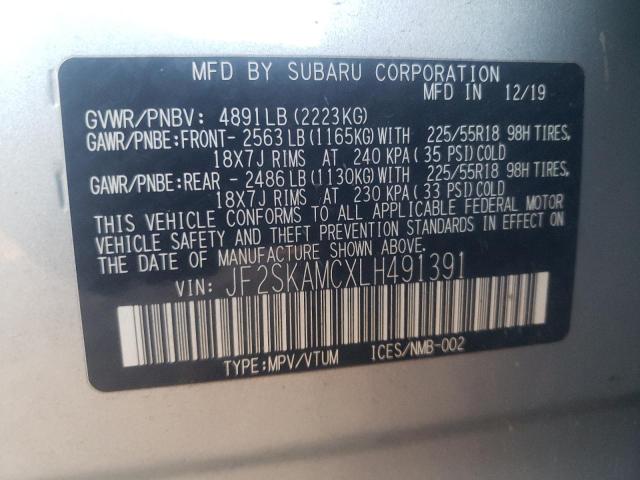 MFD BY SUBARU CORPORATION
MFD IN 12/19
GVWR/PNBV: 4891LB (2223KG)
GAWR/PNBE:FRONT- 2563LB (1165KG)WITH 225/55R18 98H TIRES,
18X7J RIMS AT 240 KPA (35 PSI) COLD
GAWR/PNBE:REAR - 2486LB (1130KG)WITH 225/55R18 98H TIRES,
18X7J RIMS AT 230 KPA (33 PSI) COLD
THIS VEHICLE CONFORMS TO ALL APPLICABLE FEDERAL MOTOR
VEHICLE SAFETY AND THEFT PREVENTION STANDARDS IN EFFECT ON
THE DATE OF MANUFACTURE SHOWN ABOVE.
VIN: JF2SKAMCXLH491391
TYPE:MPV/VTUM ICES/NMB-002